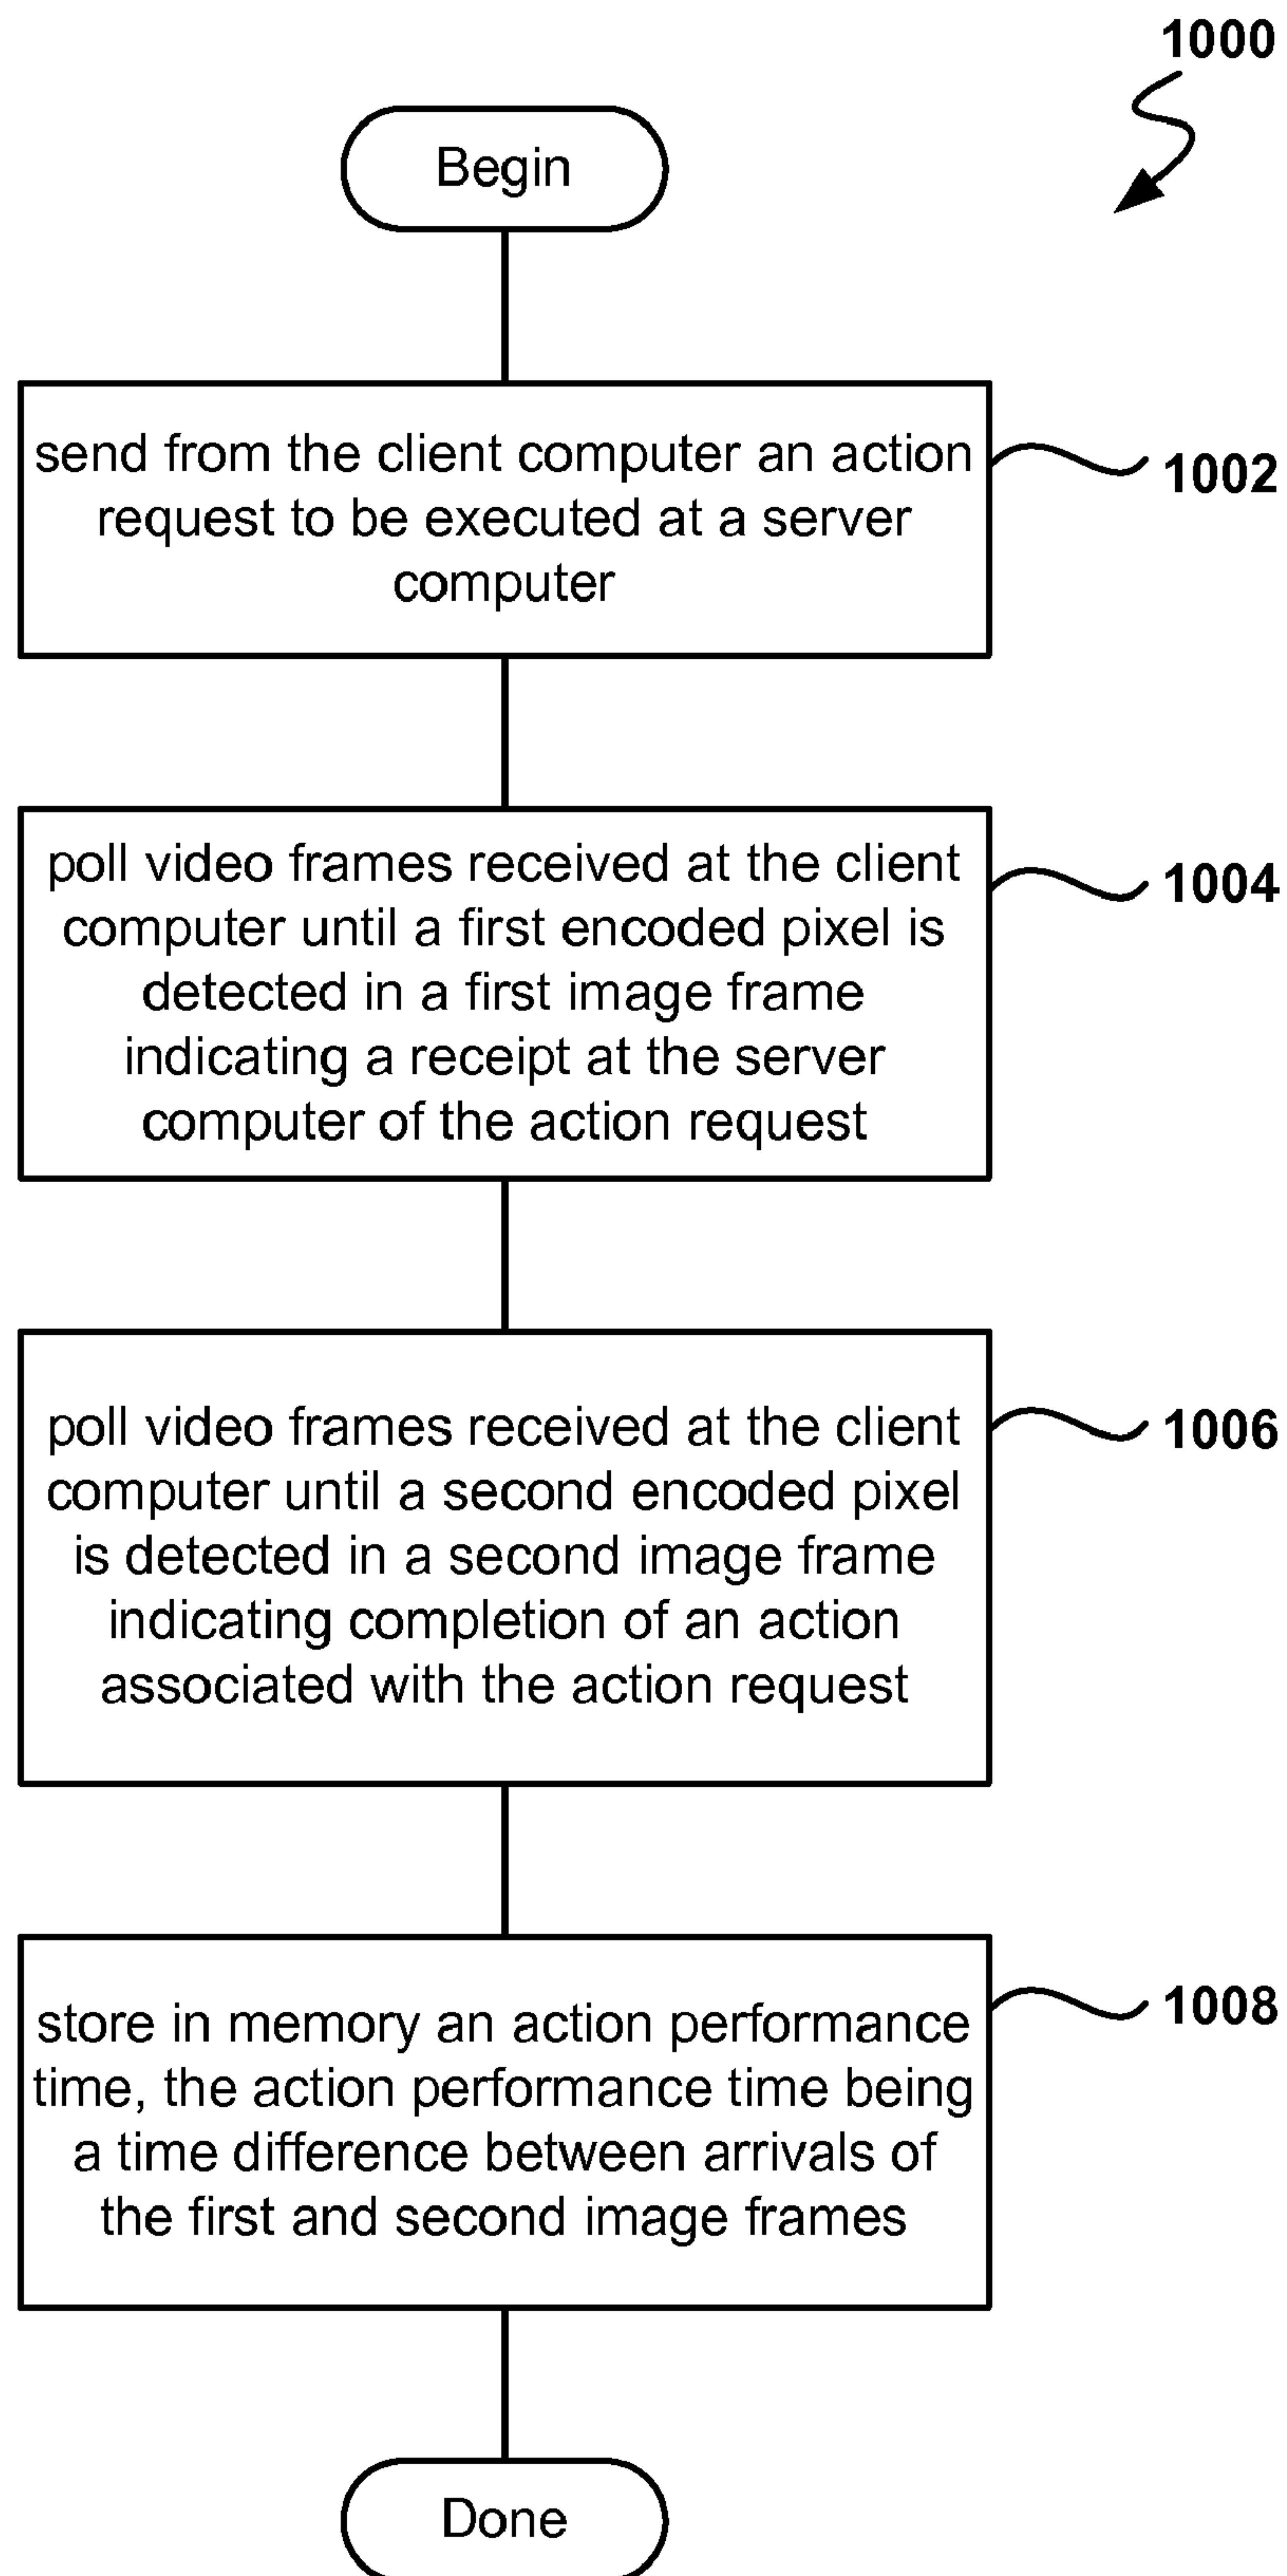 1000
Begin
send from the client computer an action
request to be executed at a server
computer
1002
poll video frames received at the client
computer until a first encoded pixel is
detected in a first image frame
indicating a receipt at the server
computer of the action request
1004
poll video frames received at the client
computer until a second encoded pixel
is detected in a second image frame
indicating completion of an action
associated with the action request
1006
store in memory an action performance
time, the action performance time being
a time difference between arrivals of
the first and second image frames
1008
Done